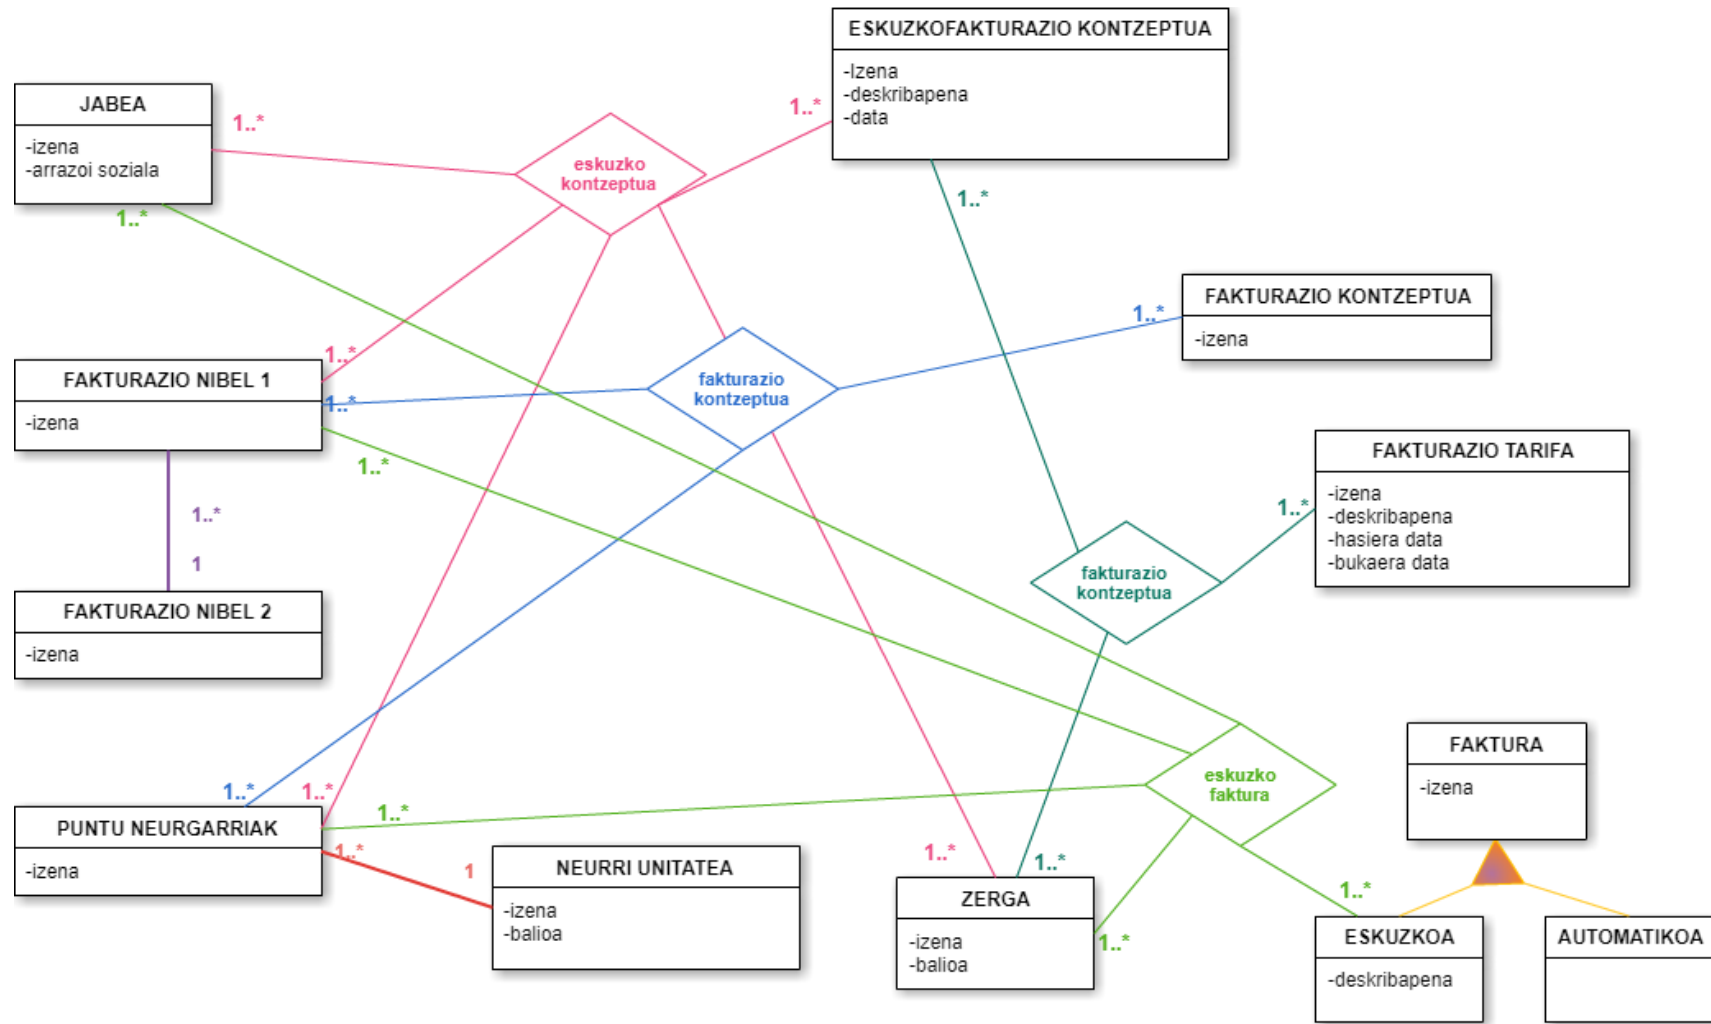 ESKUZKOFAKTURAZIO KONTZEPTUA
-Izena
-deskribapena
-data
JABEA
-izena
-arrazoi soziala
1..*
1..*
1..*
1..*
eskuzko
kontzeptua
FAKTURAZIO KONTZEPTUA
-izena
1..*
1..*
FAKTURAZIO NIBEL 1
-izena
1..*
1..*
fakturazio
kontzeptua
FAKTURAZIO TARIFA
-izena
-deskribapena
-hasiera data
-bukaera data
1..*
1..*
1
fakturazio
kontzeptua
FAKTURAZIO NIBEL 2
-izena
FAKTURA
-izena
eskuzko
faktura
1..*
1..*
1..*
PUNTU NEURGARRIAK
-izena
1..*
1
NEURRI UNITATEA
-izena
-balioa
1..*
1..*
ZERGA
-izena
-balioa
1..*
1..*
ESKUZKOA
-deskribapena
AUTOMATIKOA